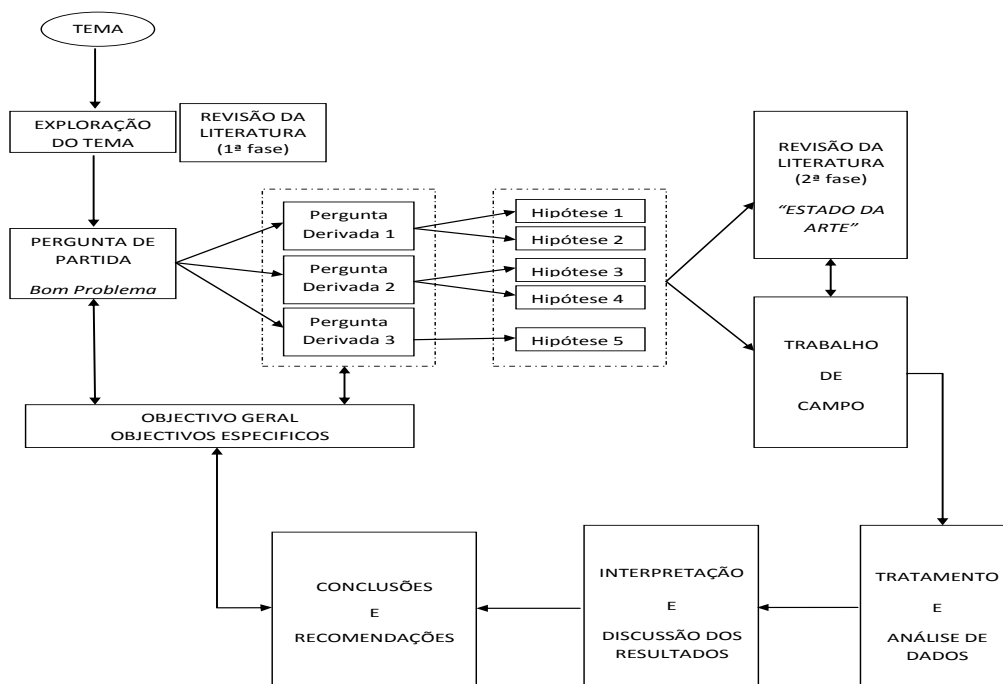 TEMA
EXPLORAÇÃO
DO TEMA
REVISÃO DA
LITERATURA
(1ª fase)
PERGUNTA DE
PARTIDA
Bom Problema
Pergunta
Derivada 1
Pergunta
Derivada 2
Pergunta
Derivada 3
Hipótese 1
Hipótese 2
Hipótese 3
Hipótese 4
Hipótese 5
REVISÃO DA
LITERATURA
(2ª fase)
"ESTADO DA
ARTE"
TRABALHO
DE
CAMPO
OBJECTIVO GERAL
OBJECTIVOS ESPECIFICOS
CONCLUSÕES
E
RECOMENDAÇÕES
INTERPRETAÇÃO
E
DISCUSSÃO DOS
RESULTADOS
TRATAMENTO
E
ANÁLISE DE
DADOS